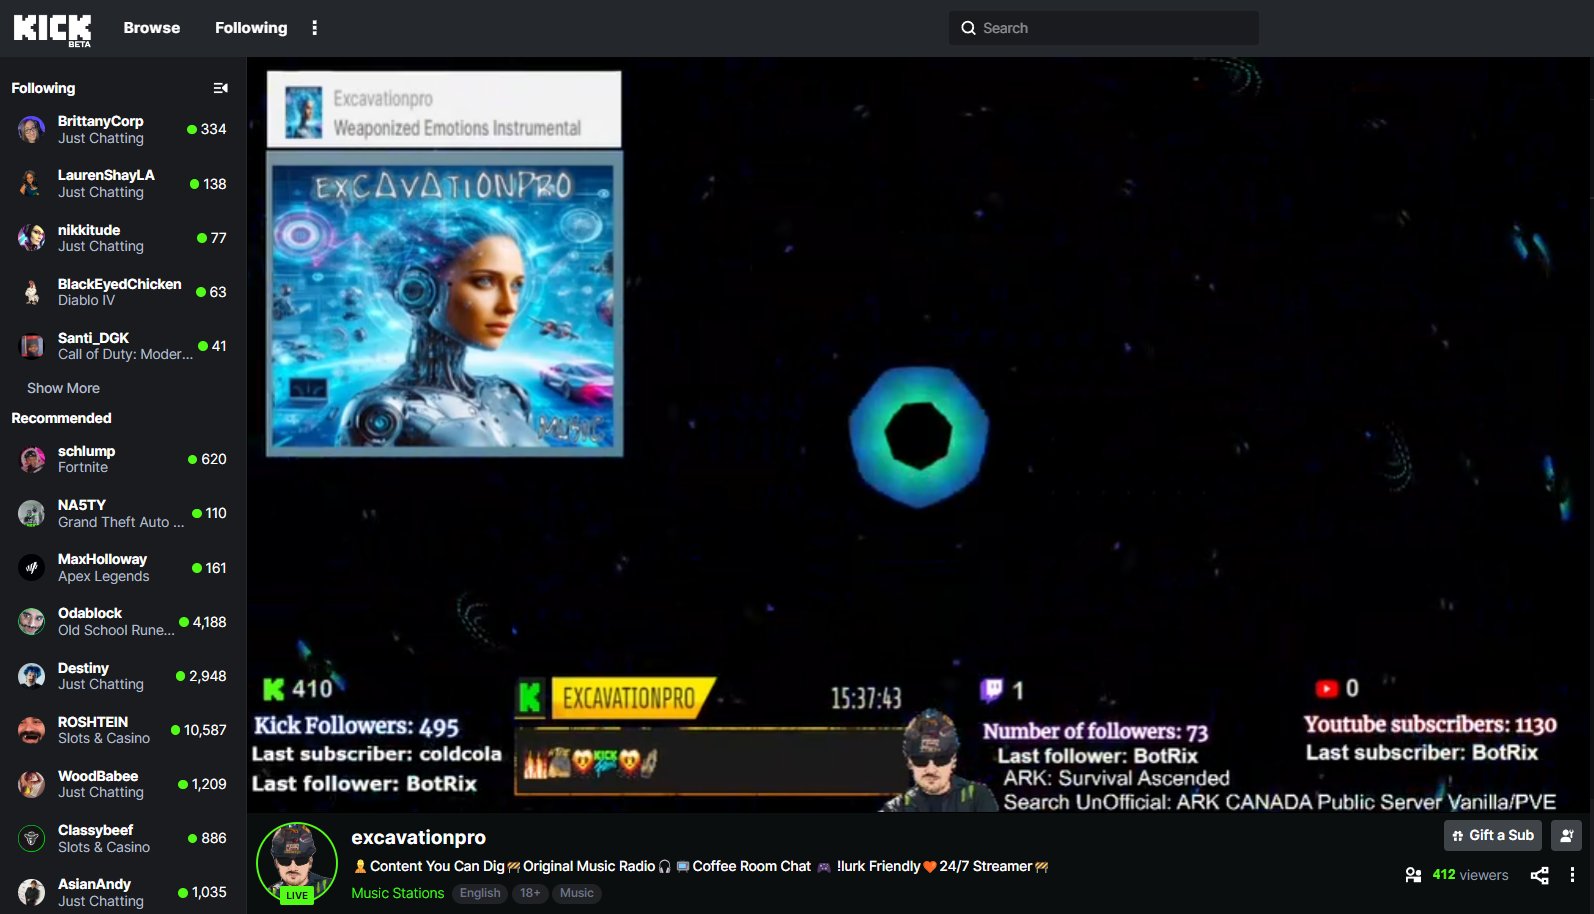 KICK
BETA
Browse
Following
Search
Following
BrittanyCorp
Just Chatting
334
LaurenShayLA
Just Chatting
138
nikkitude
Just Chatting
77
BlackEyedChicken
Diablo IV
63
Santi_DGK
Call of Duty: Moder...
41
Show More
Recommended
schlump
Fortnite
620
NA5TY
Grand Theft Auto ...
110
MaxHolloway
Apex Legends
161
Odablock
Old School Rune...
4,188
Destiny
Just Chatting
2,948
ROSHTEIN
Slots & Casino
10,587
WoodBabee
Just Chatting
1,209
Classybeef
Slots & Casino
886
AsianAndy
Just Chatting
1,035
Excavationpro
Weaponized Emotions Instrumental
EXCAVATIONPRO
MUSIC
K 410
Kick Followers: 495
Last subscriber: coldcola
Last follower: BotRix
K EXCAVATIONPRO
15:37:43
KICK
1
Number of followers: 73
Last follower: BotRix
ARK: Survival Ascended
Search UnOfficial: ARK CANADA Public Server Vanilla/PVE
0
Youtube subscribers: 1130
Last subscriber: BotRix
LIVE
excavationpro
Content You Can Dig🚧Original Music Radio🎧Coffee Room Chat 🎮 !lurk Friendly🧡24/7 Streamer🚧
Music Stations
English
18+
Music
Gift a Sub
412 viewers